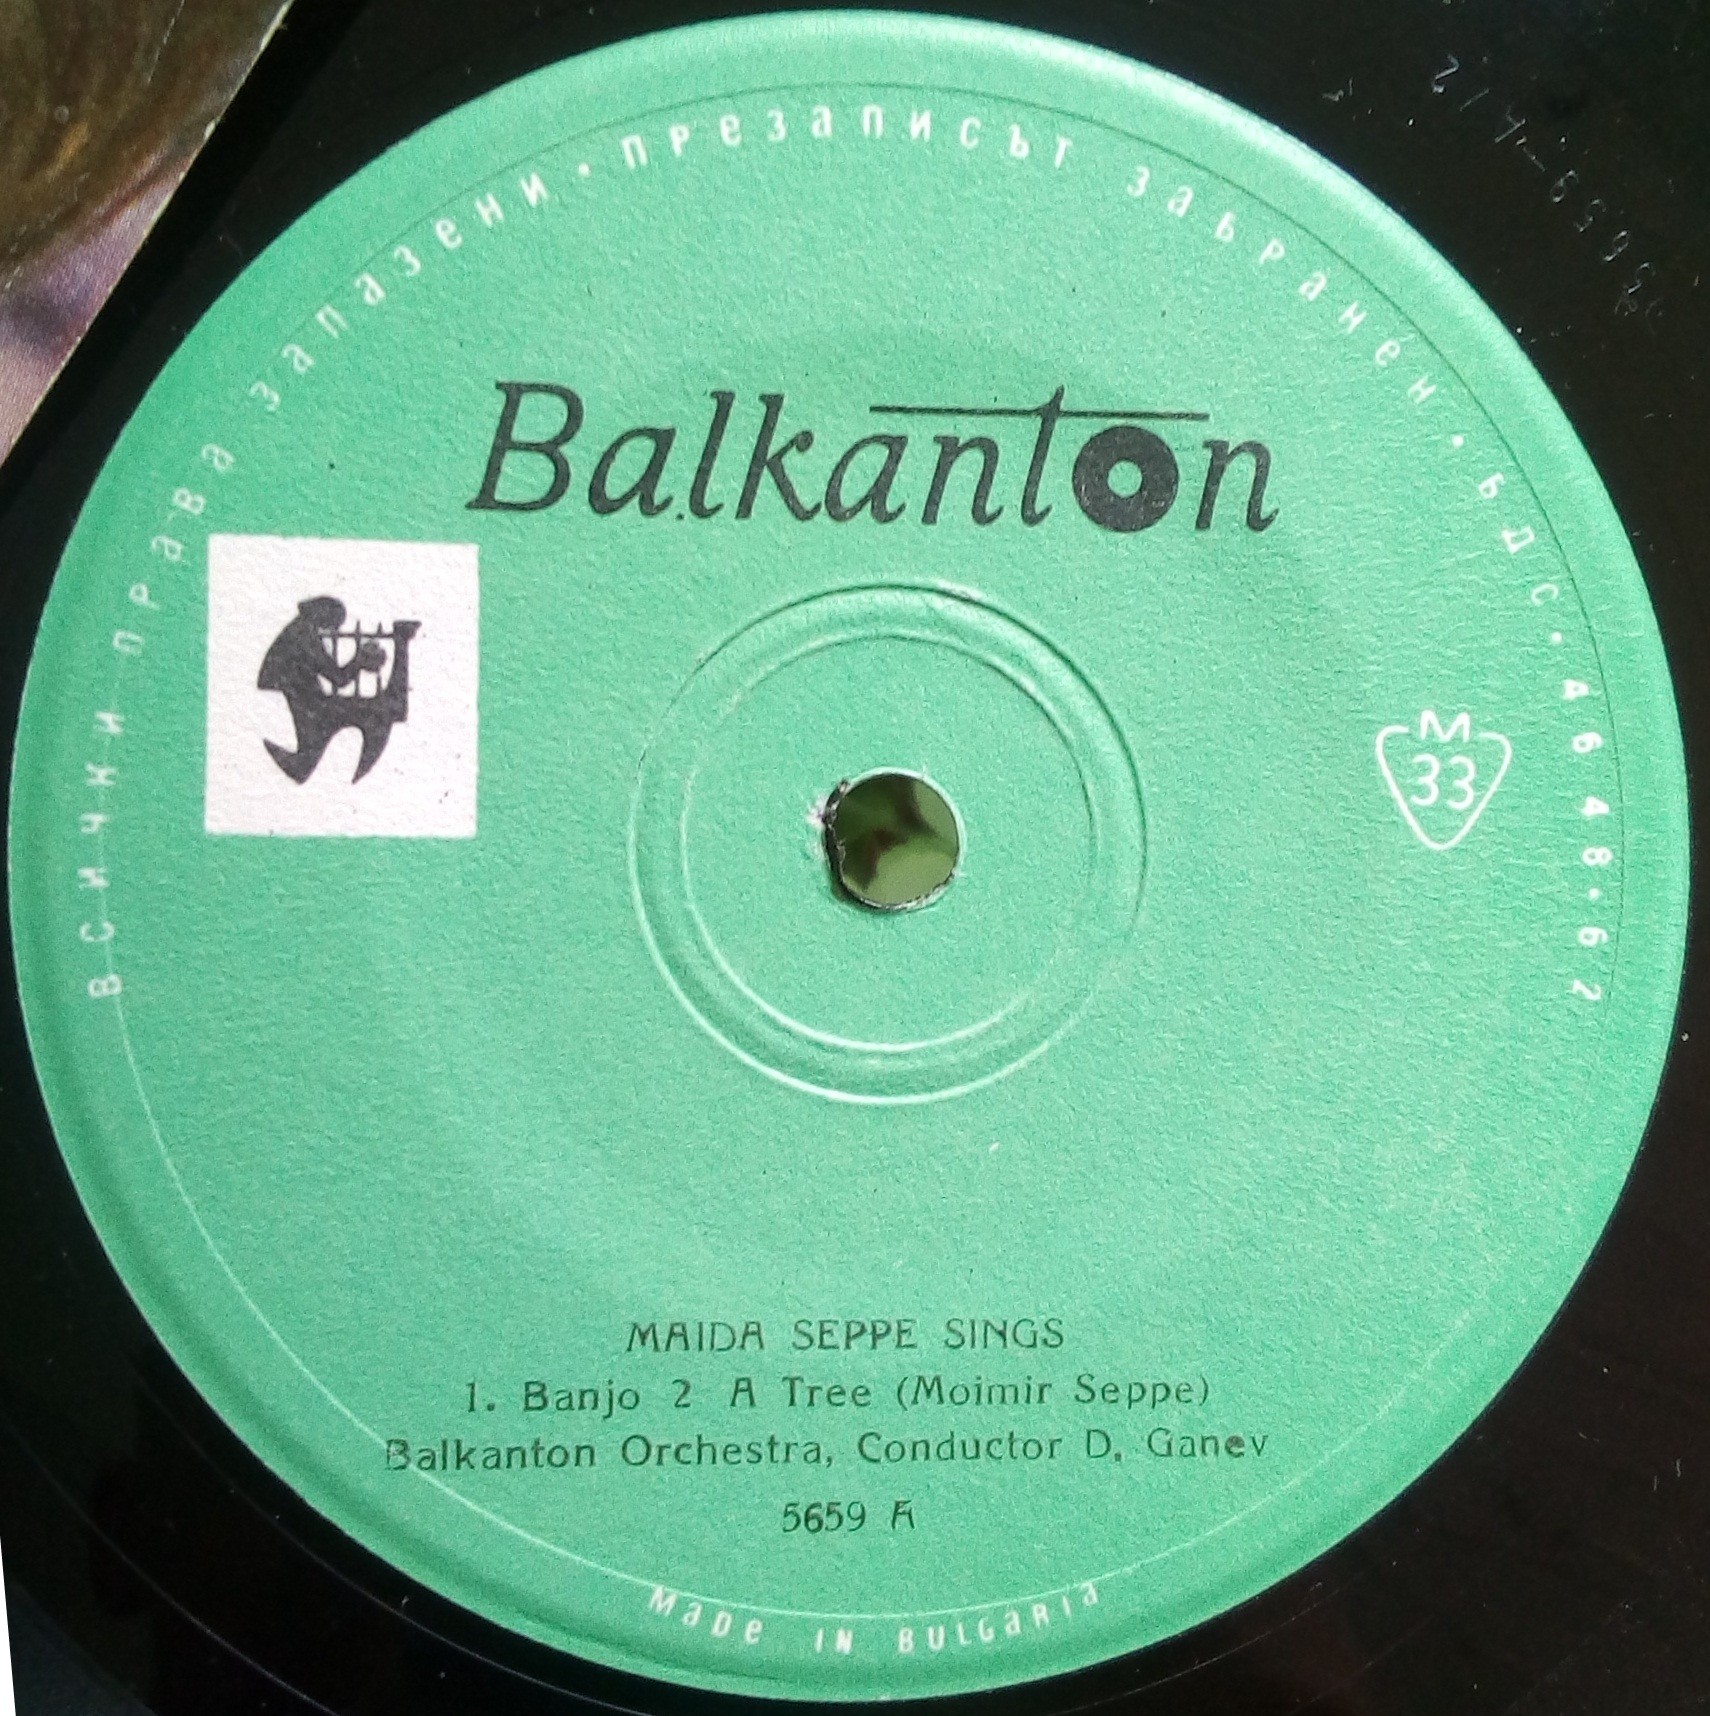 Всички права запазени · презаписът забранен · БДС · 4648·62
Balkanton
M
33
MAIDA SEPPE SINGS
1. Banjo 2 A Tree (Moimir Seppe)
Balkanton Orchestra, Conductor D. Ganev
5659 A
MaDe IN BULGaRIa